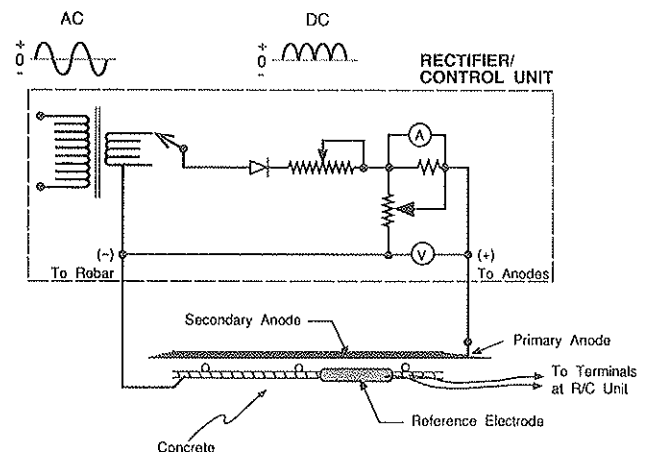 AC
DC
+
0
-
+
0
-
RECTIFIER/
CONTROL UNIT
A
V
(-)
(+)
To Rebar
To Anodes
Secondary Anode
Primary Anode
To Terminals
at R/C Unit
Reference Electrode
Concrete